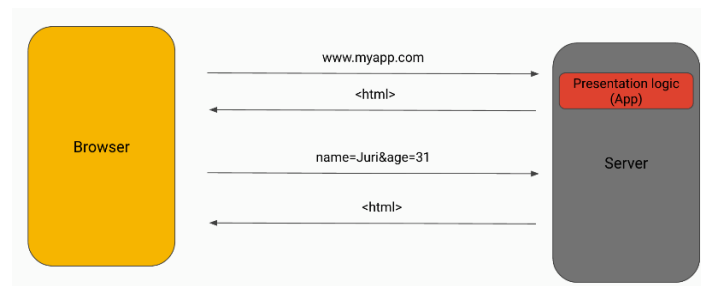 www.myapp.com
Presentation logic
(App)
<html>
Browser
name=Juri&age=31
Server
<html>